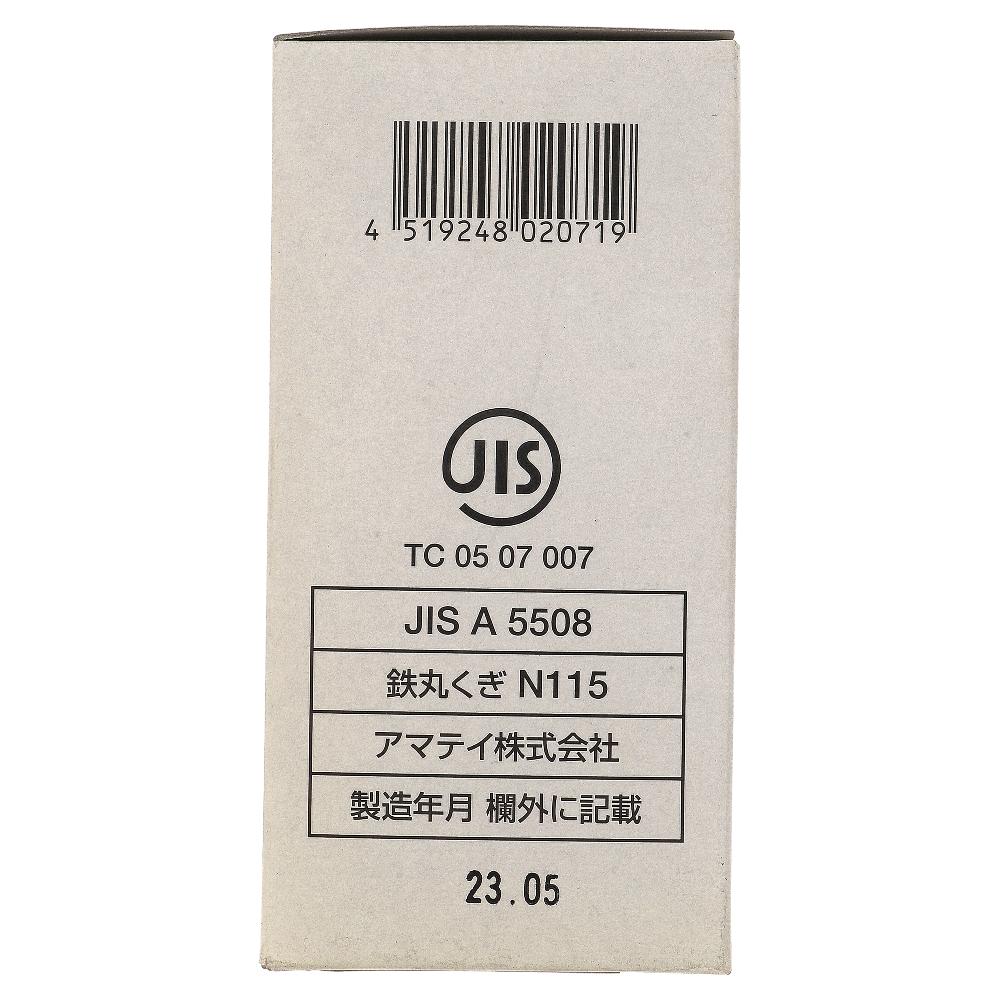 4 519248 020719
JIS
TC 05 07 007
JIS A 5508
鉄丸くぎ N115
アマテイ株式会社
製造年月 欄外に記載
23.05